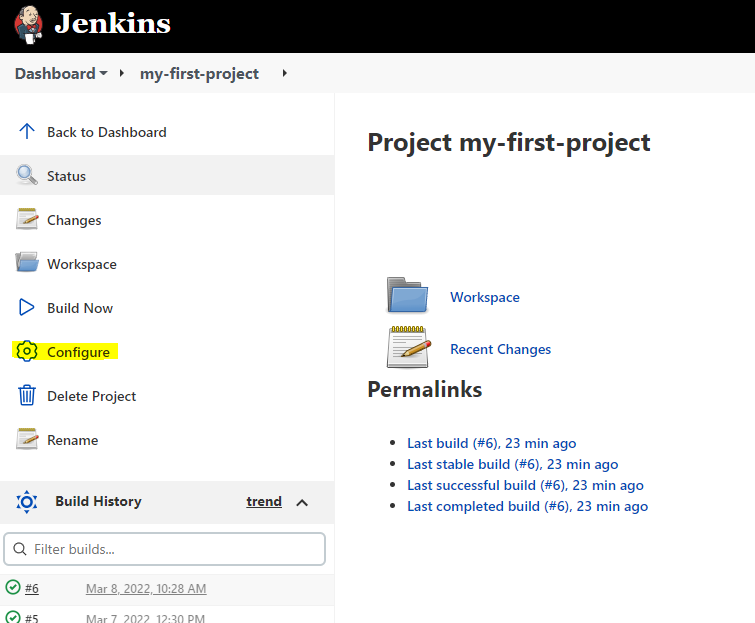 Jenkins
Dashboard my-first-project
Back to Dashboard
Status
Changes
Workspace
Build Now
Configure
Delete Project
Rename
Build History trend
Filter builds...
#6 Mar 8, 2022, 10:28 AM
#5 Mar 7, 2022, 12:30 PM
Project my-first-project
Workspace
Recent Changes
Permalinks
Last build (#6), 23 min ago
Last stable build (#6), 23 min ago
Last successful build (#6), 23 min ago
Last completed build (#6), 23 min ago